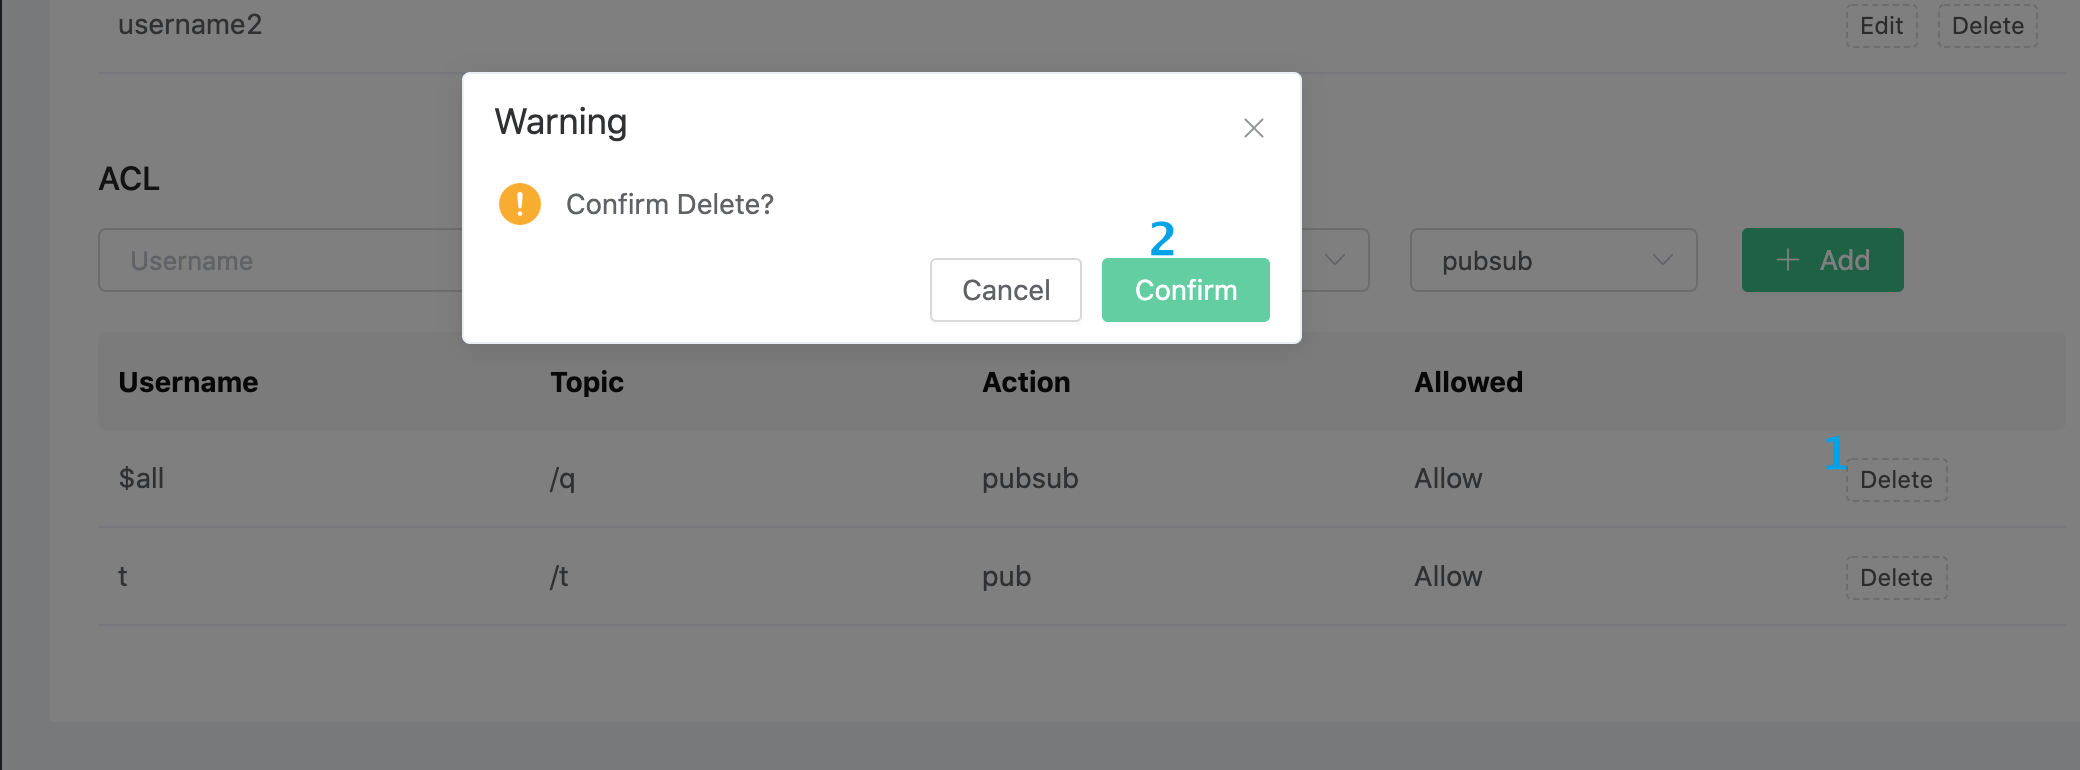 username2 Edit Delete
Warning
ACL
Confirm Delete?
2
Username Cancel Confirm pubsub + Add
Username Topic Action Allowed
1
$all /q pubsub Allow Delete
t /t pub Allow Delete